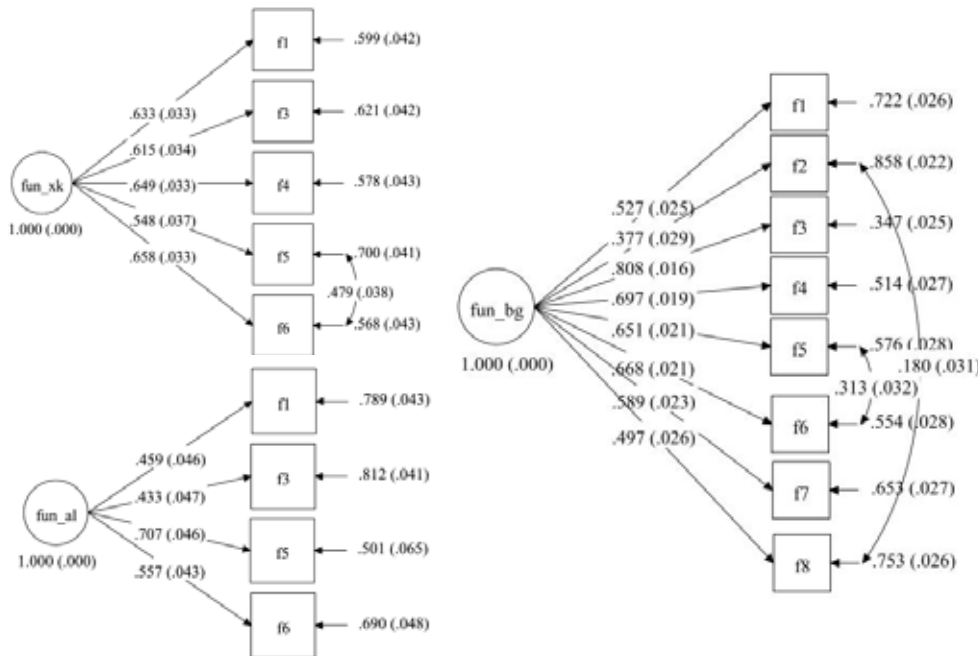 f1
.599 (.042)
.633 (.033)
f3
.621 (.042)
.615 (.034)
fun_xk
1.000 (.000)
f4
.578 (.043)
.649 (.033)
.548 (.037)
f5
.700 (.041)
.658 (.033)
.479 (.038)
f6
.568 (.043)
f1
.789 (.043)
.459 (.046)
f3
.812 (.041)
.433 (.047)
fun_al
1.000 (.000)
.707 (.046)
f5
.501 (.065)
.557 (.043)
f6
.690 (.048)
f1
.722 (.026)
f2
.858 (.022)
.527 (.025)
.377 (.029)
f3
.347 (.025)
.808 (.016)
fun_bg
1.000 (.000)
.697 (.019)
f4
.514 (.027)
.651 (.021)
f5
.576 (.028)
.180 (.031)
.668 (.021)
.313 (.032)
.589 (.023)
f6
.554 (.028)
.497 (.026)
f7
.653 (.027)
f8
.753 (.026)